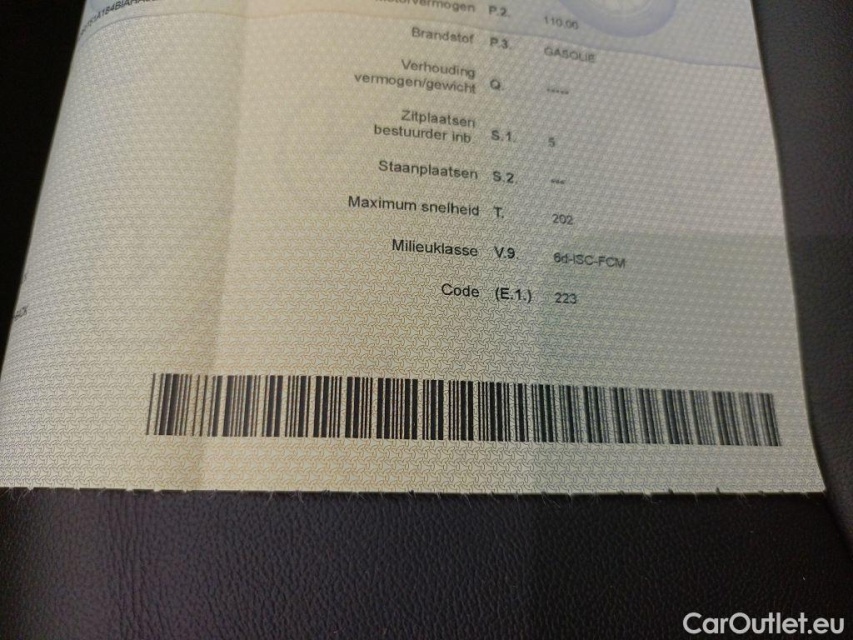 vermogen P.2. 110.00
Brandstof P.3. GASOLIE
Verhouding
vermogen/gewicht Q. -----
Zitplaatsen
bestuurder inb. S.1. 5
Staanplaatsen S.2. ---
Maximum snelheid T. 202
Milieuklasse V.9. 6d-ISC-FCM
Code (E.1.) 223
CarOutlet.eu